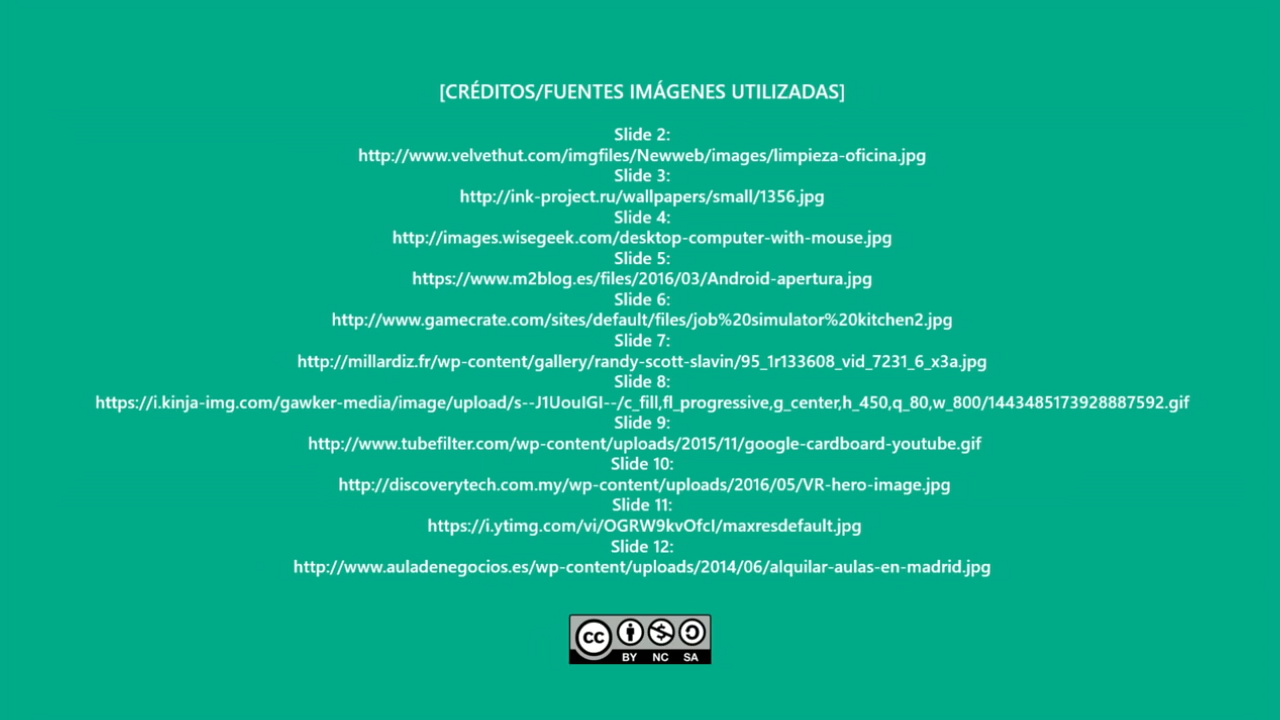 [CRÉDITOS/FUENTES IMÁGENES UTILIZADAS]
Slide 2:
http://www.velvethut.com/imgfiles/Newweb/images/limpieza-oficina.jpg
Slide 3:
http://ink-project.ru/wallpapers/small/1356.jpg
Slide 4:
http://images.wisegeek.com/desktop-computer-with-mouse.jpg
Slide 5:
https://www.m2blog.es/files/2016/03/Android-apertura.jpg
Slide 6:
http://www.gamecrate.com/sites/default/files/job%20simulator%20kitchen2.jpg
Slide 7:
http://millardiz.fr/wp-content/gallery/randy-scott-slavin/95_1r133608_vid_7231_6_x3a.jpg
Slide 8:
https://i.kinja-img.com/gawker-media/image/upload/s--J1UouIGI--/c_fill,fl_progressive,g_center,h_450,q_80,w_800/1443485173928887592.gif
Slide 9:
http://www.tubefilter.com/wp-content/uploads/2015/11/google-cardboard-youtube.gif
Slide 10:
http://discoverytech.com.my/wp-content/uploads/2016/05/VR-hero-image.jpg
Slide 11:
https://i.ytimg.com/vi/OGRW9kvOfcI/maxresdefault.jpg
Slide 12:
http://www.auladenegocios.es/wp-content/uploads/2014/06/alquilar-aulas-en-madrid.jpg
cc
BY NC SA